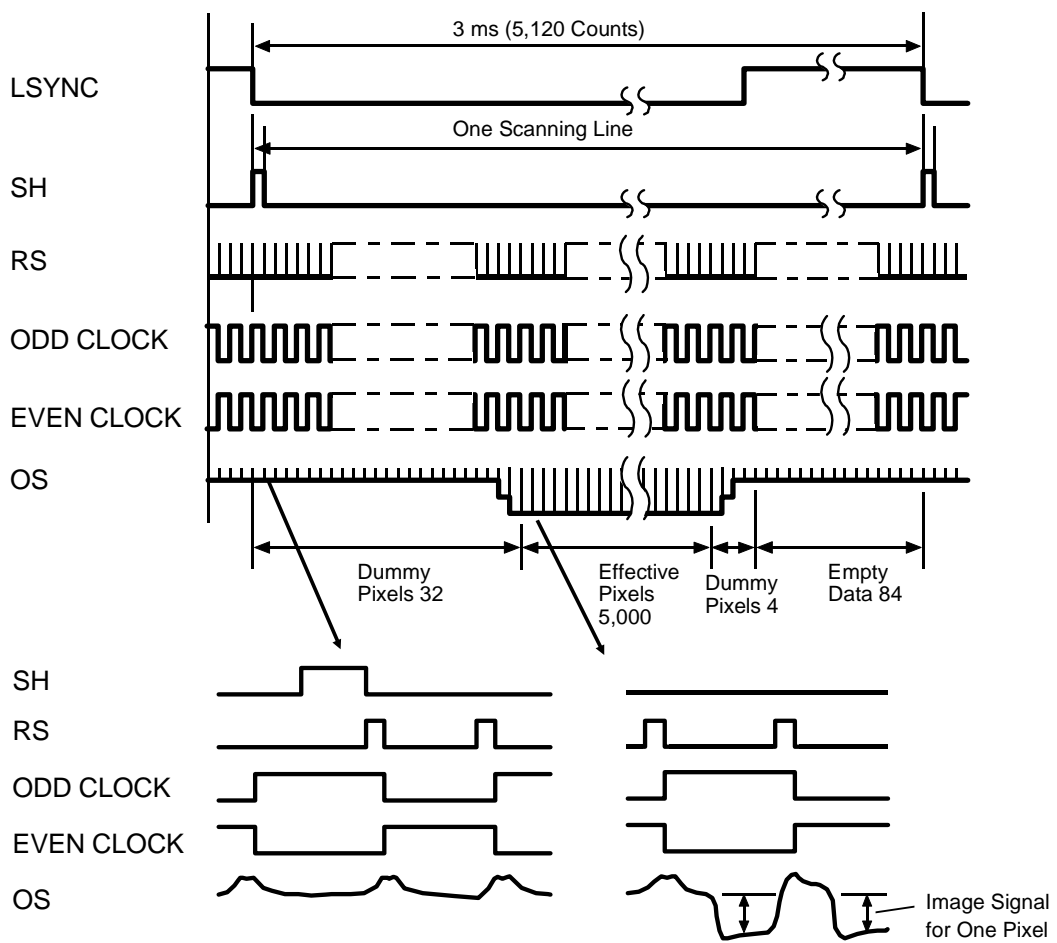 3 ms (5,120 Counts)
LSYNC
One Scanning Line
SH
RS
ODD CLOCK
EVEN CLOCK
OS
Dummy
Pixels 32
Effective
Pixels
5,000
Dummy
Pixels 4
Empty
Data 84
SH
RS
ODD CLOCK
EVEN CLOCK
OS
Image Signal
for One Pixel